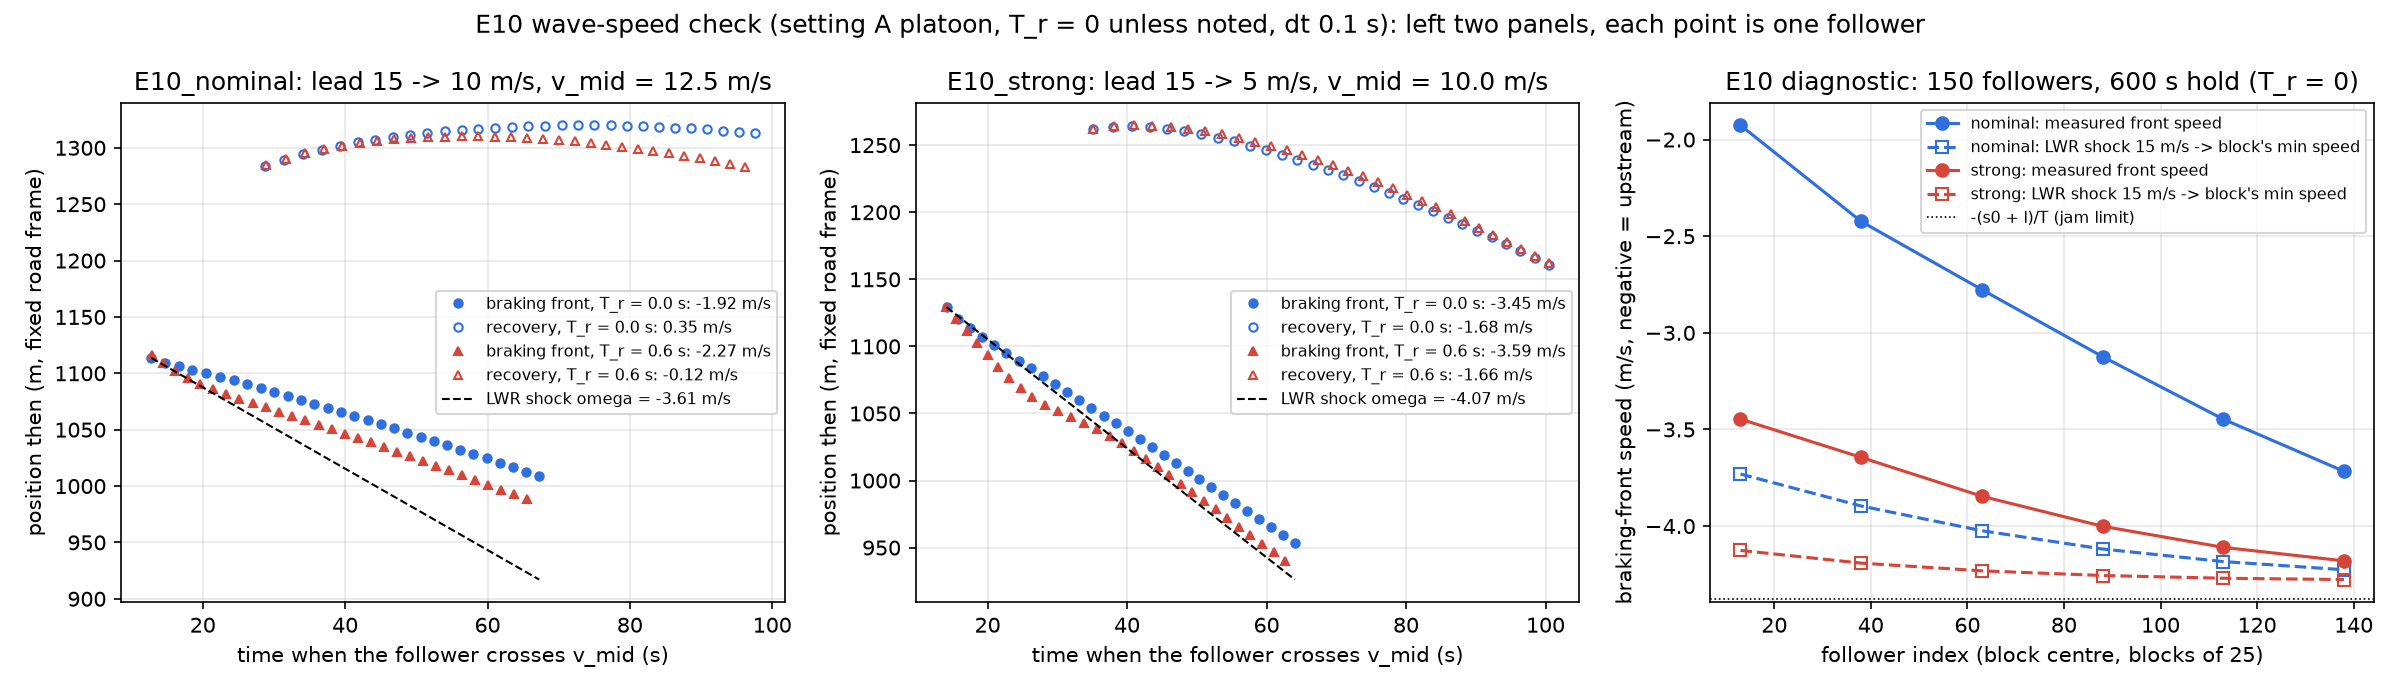 E10 wave-speed check (setting A platoon, T_r = 0 unless noted, dt 0.1 s): left two panels, each point is one follower
E10_nominal: lead 15 -> 10 m/s, v_mid = 12.5 m/s
position then (m, fixed road frame)
1300
1250
1200
1150
1100
1050
1000
950
900
braking front, T_r = 0.0 s: -1.92 m/s
recovery, T_r = 0.0 s: 0.35 m/s
braking front, T_r = 0.6 s: -2.27 m/s
recovery, T_r = 0.6 s: -0.12 m/s
LWR shock omega = -3.61 m/s
20 40 60 80 100
time when the follower crosses v_mid (s)
E10_strong: lead 15 -> 5 m/s, v_mid = 10.0 m/s
position then (m, fixed road frame)
1250
1200
1150
1100
1050
1000
950
braking front, T_r = 0.0 s: -3.45 m/s
recovery, T_r = 0.0 s: -1.68 m/s
braking front, T_r = 0.6 s: -3.59 m/s
recovery, T_r = 0.6 s: -1.66 m/s
LWR shock omega = -4.07 m/s
20 40 60 80 100
time when the follower crosses v_mid (s)
E10 diagnostic: 150 followers, 600 s hold (T_r = 0)
braking-front speed (m/s, negative = upstream)
−2.0
−2.5
−3.0
−3.5
−4.0
nominal: measured front speed
nominal: LWR shock 15 m/s -> block's min speed
strong: measured front speed
strong: LWR shock 15 m/s -> block's min speed
-(s0 + l)/T (jam limit)
20 40 60 80 100 120 140
follower index (block centre, blocks of 25)